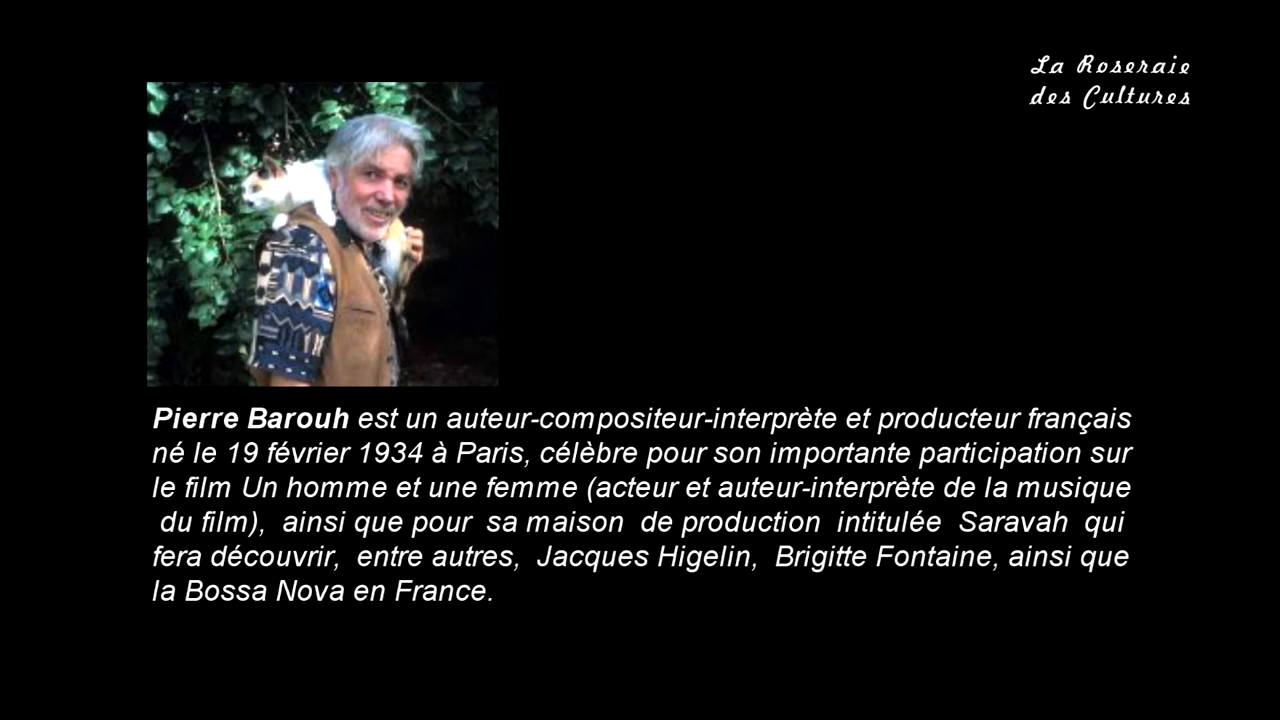 La Roseraie
des Cultures
Pierre Barouh est un auteur-compositeur-interprète et producteur français
né le 19 février 1934 à Paris, célèbre pour son importante participation sur
le film Un homme et une femme (acteur et auteur-interprète de la musique
du film), ainsi que pour sa maison de production intitulée Saravah qui
fera découvrir, entre autres, Jacques Higelin, Brigitte Fontaine, ainsi que
la Bossa Nova en France.